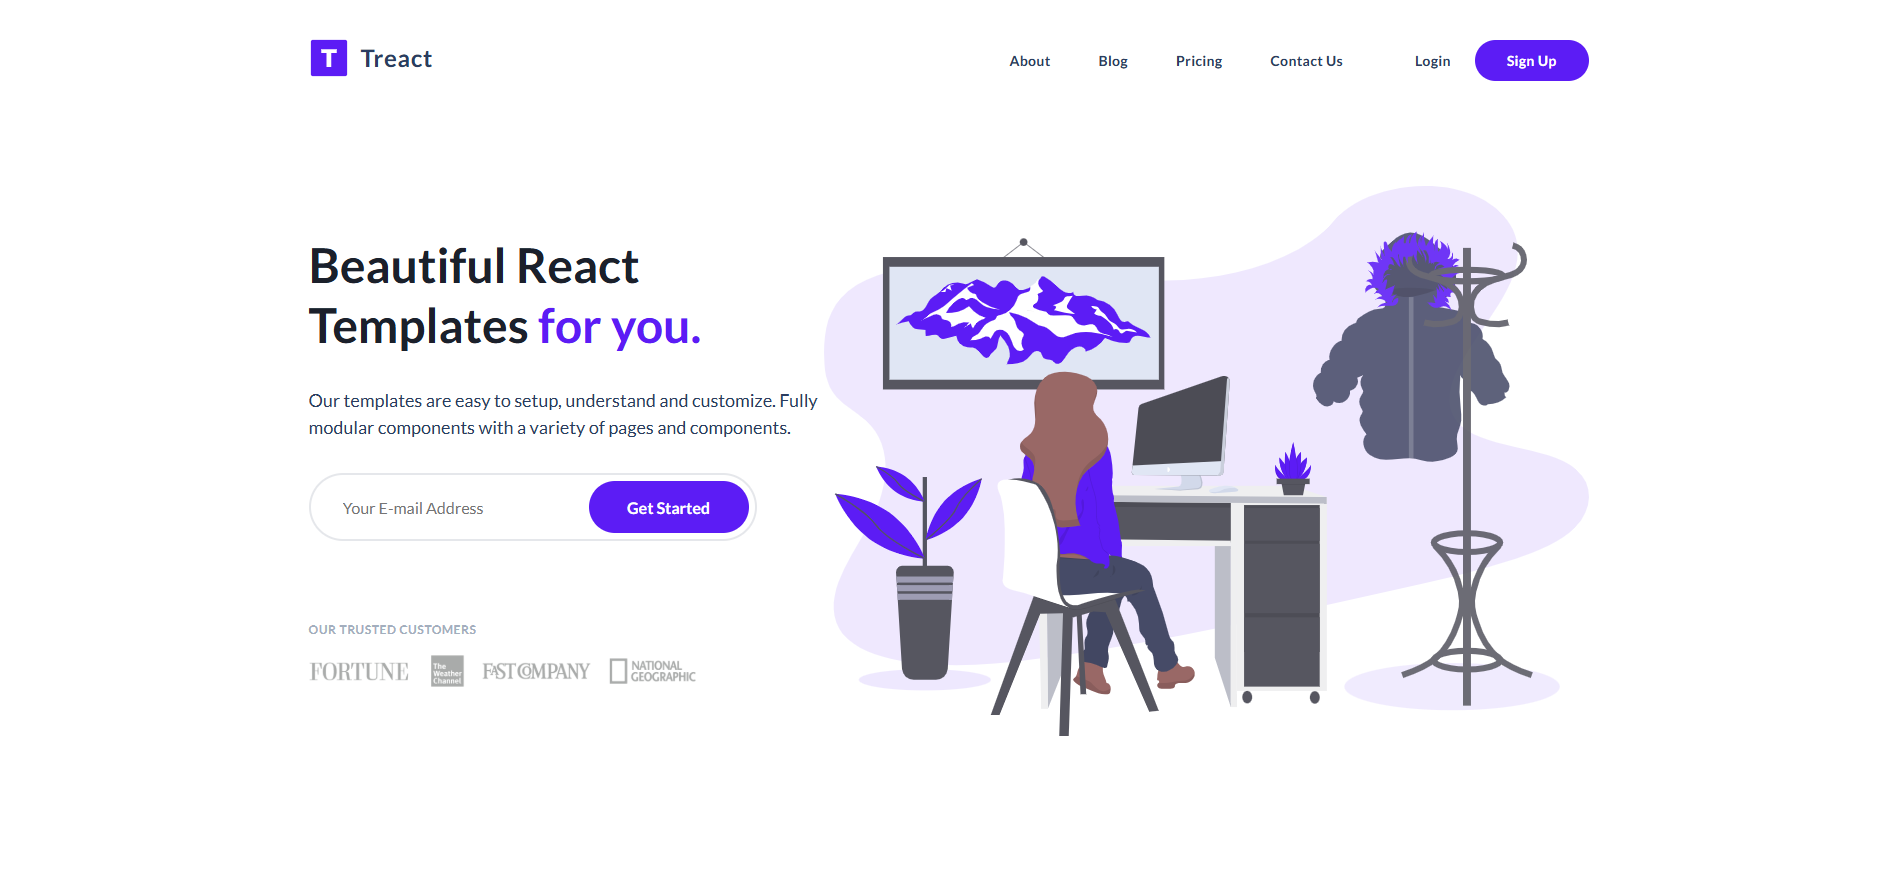 T Treact
About Blog Pricing Contact Us Login Sign Up
Beautiful React
Templates for you.
Our templates are easy to setup, understand and customize. Fully
modular components with a variety of pages and components.
Your E-mail Address Get Started
OUR TRUSTED CUSTOMERS
FORTUNE
The
Weather
Channel
FAST COMPANY
NATIONAL
GEOGRAPHIC